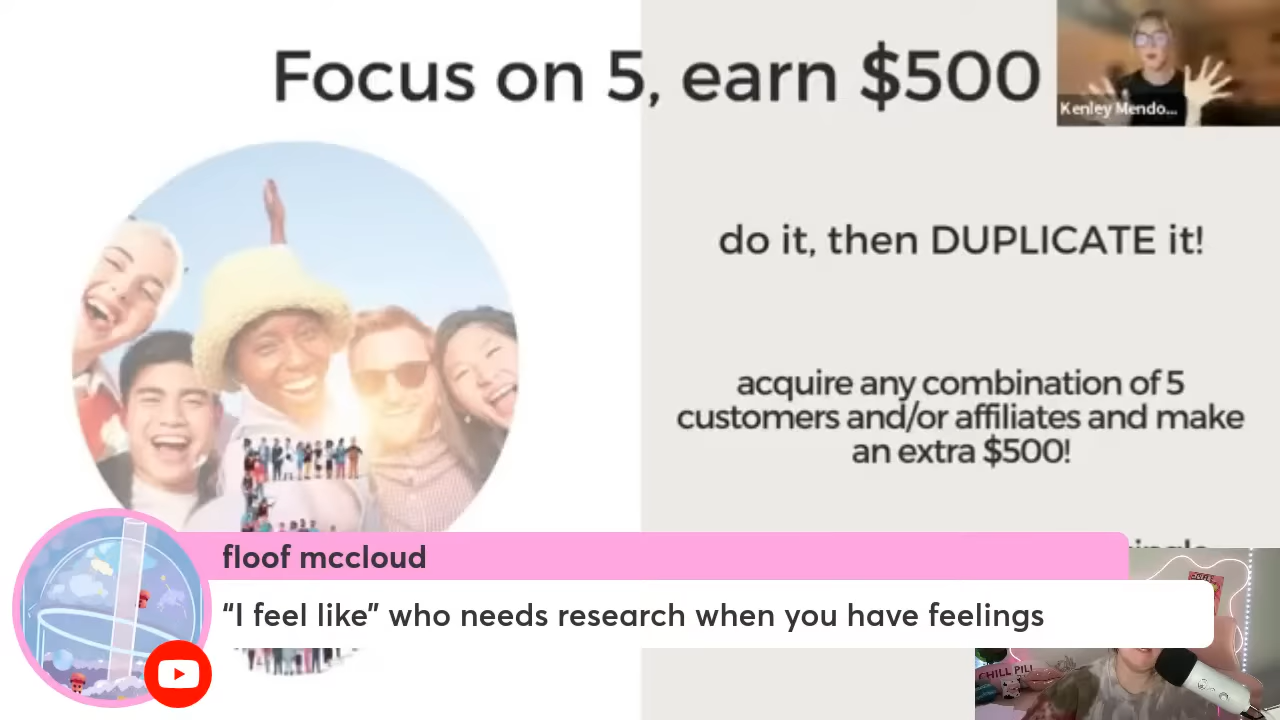 Focus on 5, earn $500
Kenley Mendo...
do it, then DUPLICATE it!
acquire any combination of 5
customers and/or affiliates and make
an extra $500!
floof mccloud
“I feel like” who needs research when you have feelings
CHILL PILL